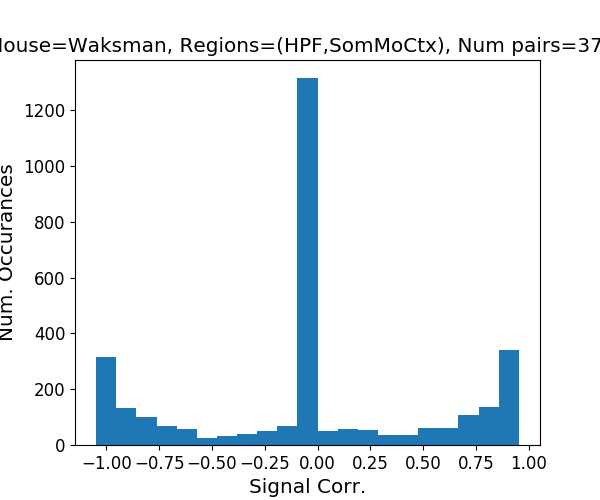 Mouse=Waksman, Regions=(HPF,SomMoCtx), Num pairs=37
Num. Occurances
1200
1000
800
600
400
200
0
−1.00 −0.75 −0.50 −0.25 0.00 0.25 0.50 0.75 1.00
Signal Corr.